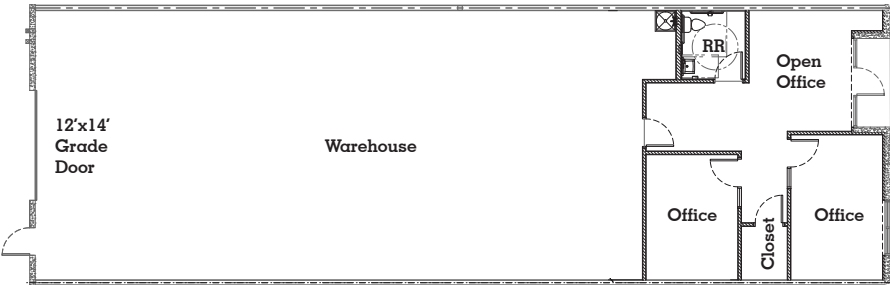 RR
Open
Office
12’x14’
Grade
Door
Warehouse
Office
Closet
Office